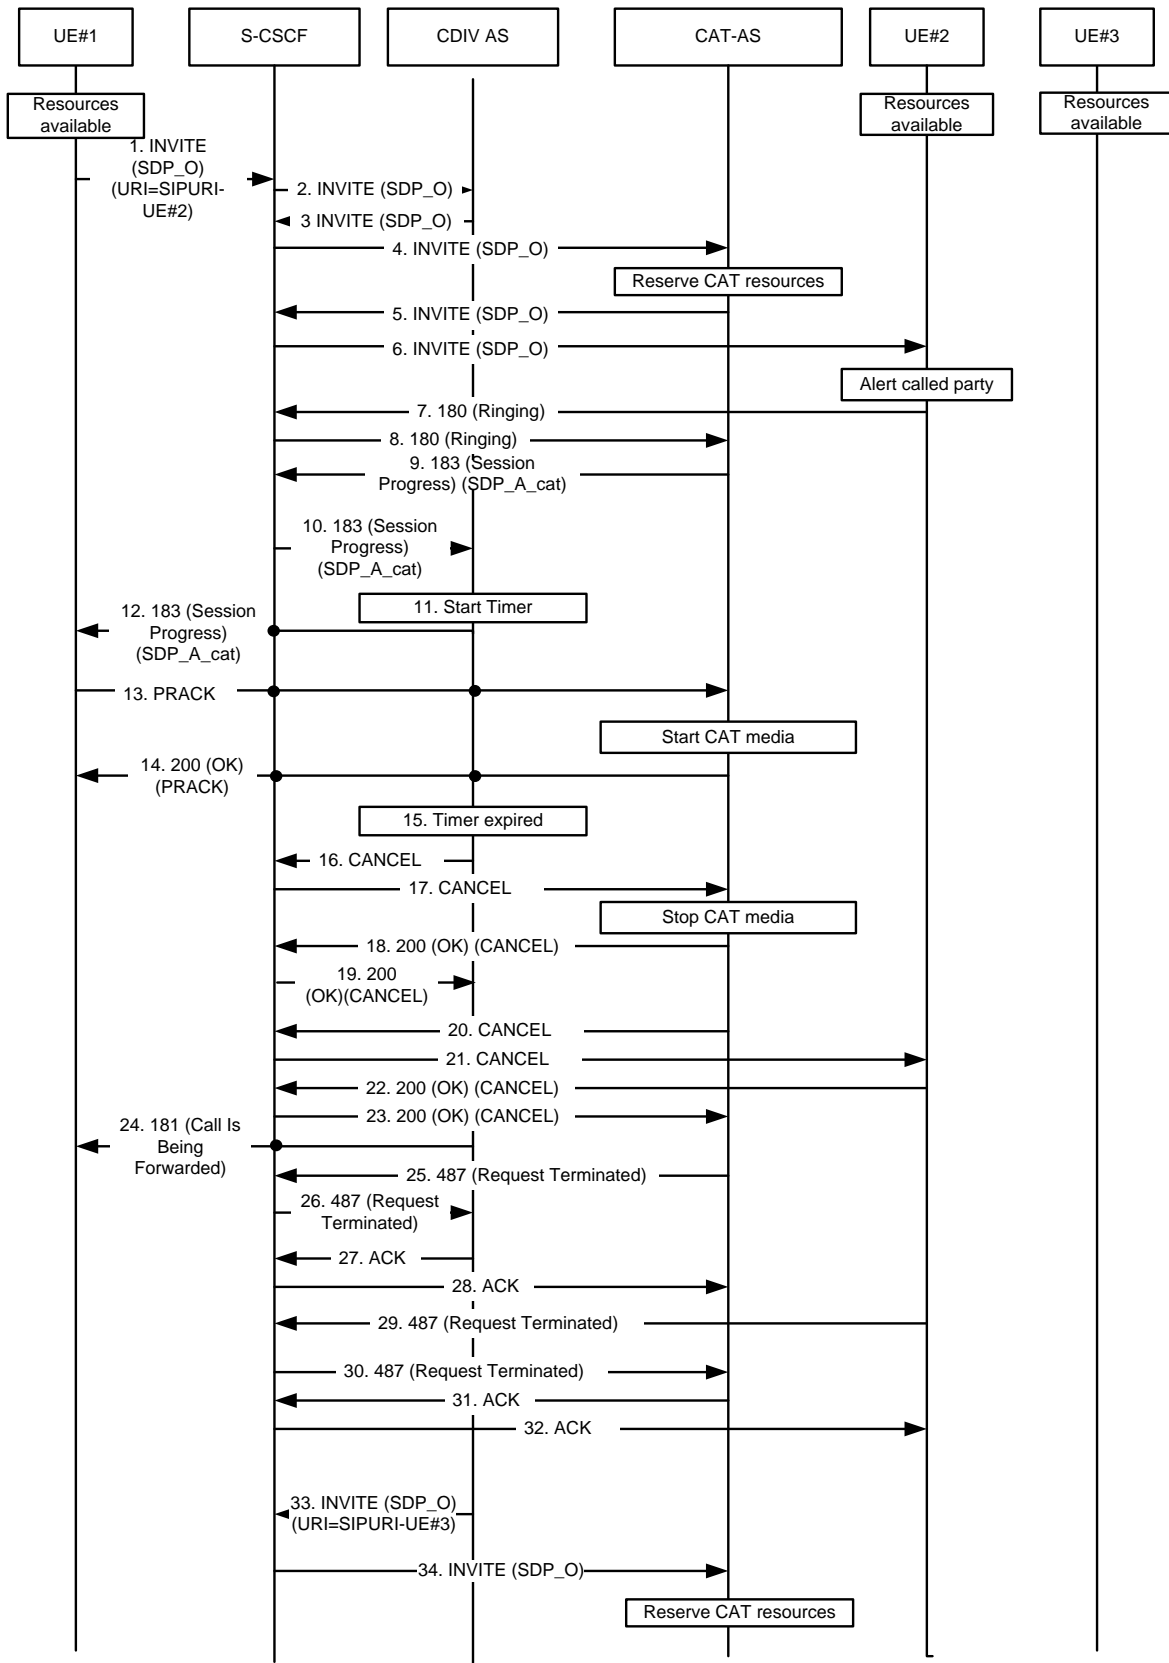 UE#1
S-CSCF
CDIV AS
CAT-AS
UE#2
UE#3
Resources
available
Resources
available
Resources
available
1. INVITE
(SDP_O)
(URI=SIPURI-
UE#2)
2. INVITE (SDP_O)
3 INVITE (SDP_O)
4. INVITE (SDP_O)
Reserve CAT resources
5. INVITE (SDP_O)
6. INVITE (SDP_O)
Alert called party
7. 180 (Ringing)
8. 180 (Ringing)
9. 183 (Session
Progress) (SDP_A_cat)
10. 183 (Session
Progress)
(SDP_A_cat)
11. Start Timer
12. 183 (Session
Progress)
(SDP_A_cat)
13. PRACK
Start CAT media
14. 200 (OK)
(PRACK)
15. Timer expired
16. CANCEL
17. CANCEL
Stop CAT media
18. 200 (OK) (CANCEL)
19. 200
(OK)(CANCEL)
20. CANCEL
21. CANCEL
22. 200 (OK) (CANCEL)
23. 200 (OK) (CANCEL)
24. 181 (Call Is
Being
Forwarded)
25. 487 (Request Terminated)
26. 487 (Request
Terminated)
27. ACK
28. ACK
29. 487 (Request Terminated)
30. 487 (Request Terminated)
31. ACK
32. ACK
33. INVITE (SDP_O)
(URI=SIPURI-UE#3)
34. INVITE (SDP_O)
Reserve CAT resources